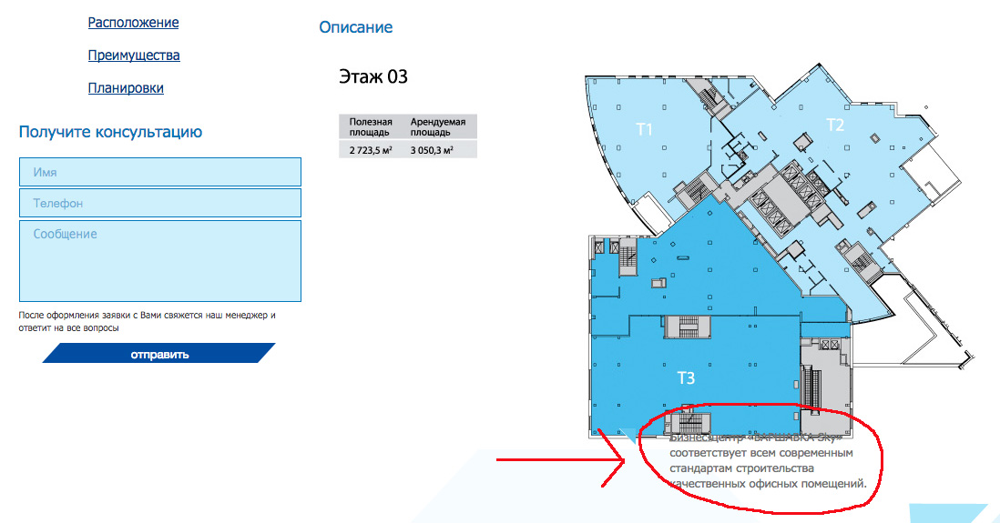 Расположение
Преимущества
Планировки
Получите консультацию
Имя
Телефон
Сообщение
После оформления заявки с Вами свяжется наш менеджер и
ответит на все вопросы
отправить
Описание
Этаж 03
Полезная Арендуемая
площадь площадь
2 723,5 м² 3 050,3 м²
T1
T2
T3
Бизнес-центр «ВАРШАВКА Sky»
соответствует всем современным
стандартам строительства
качественных офисных помещений.